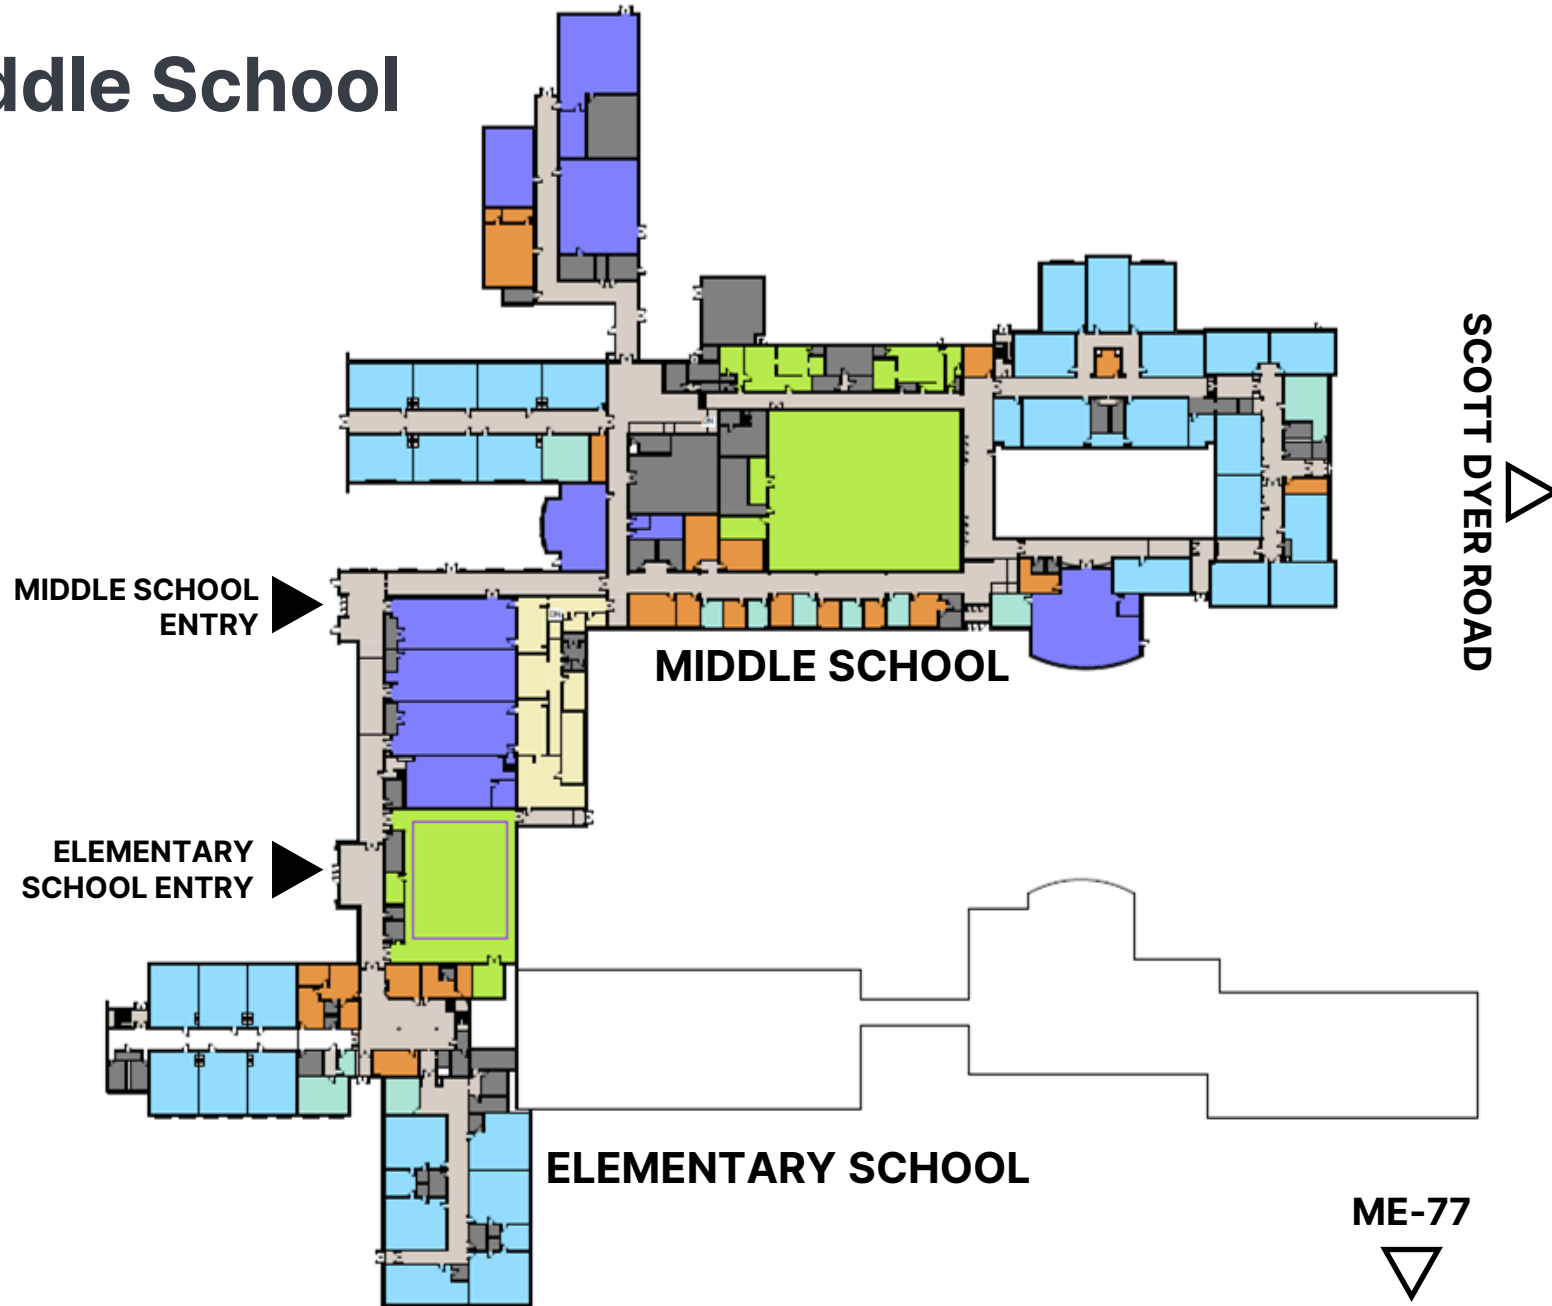 ddle School
SCOTT DYER ROAD
MIDDLE SCHOOL
ENTRY
MIDDLE SCHOOL
ELEMENTARY
SCHOOL ENTRY
ELEMENTARY SCHOOL
ME-77